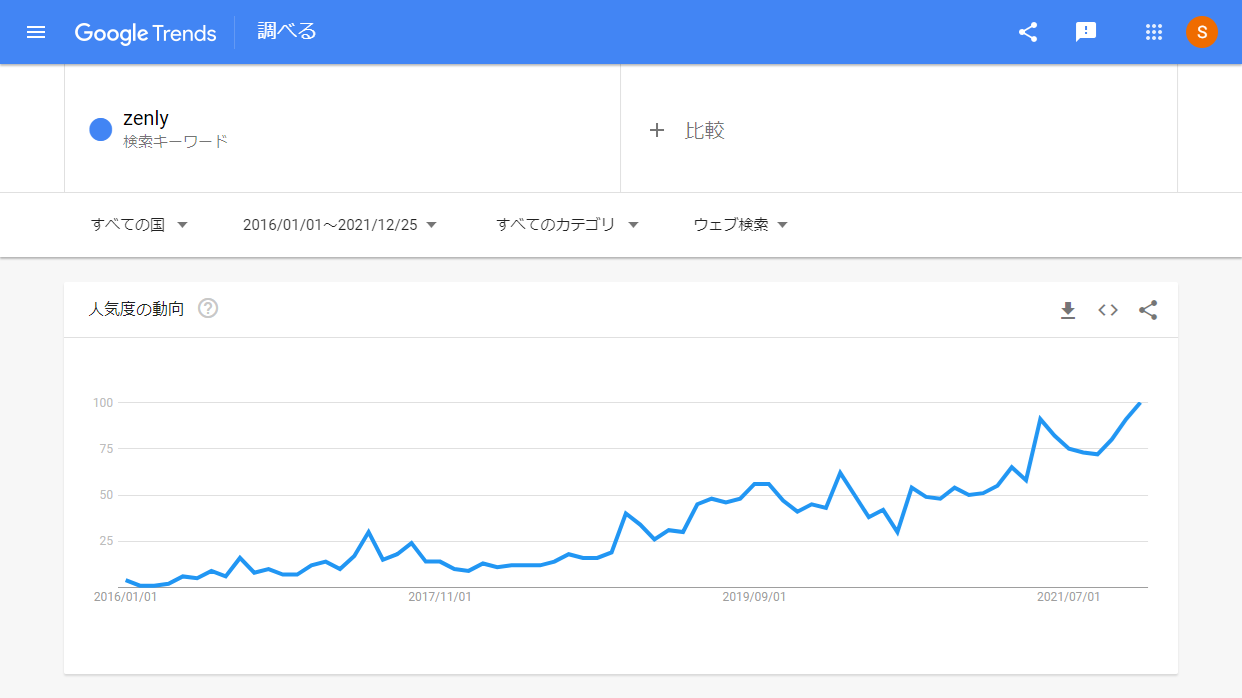 Google Trends 調べる
S
zenly
検索キーワード
比較
すべての国 2016/01/01～2021/12/25 すべてのカテゴリ ウェブ検索
人気度の動向
100
75
50
25
2016/01/01 2017/11/01 2019/09/01 2021/07/01